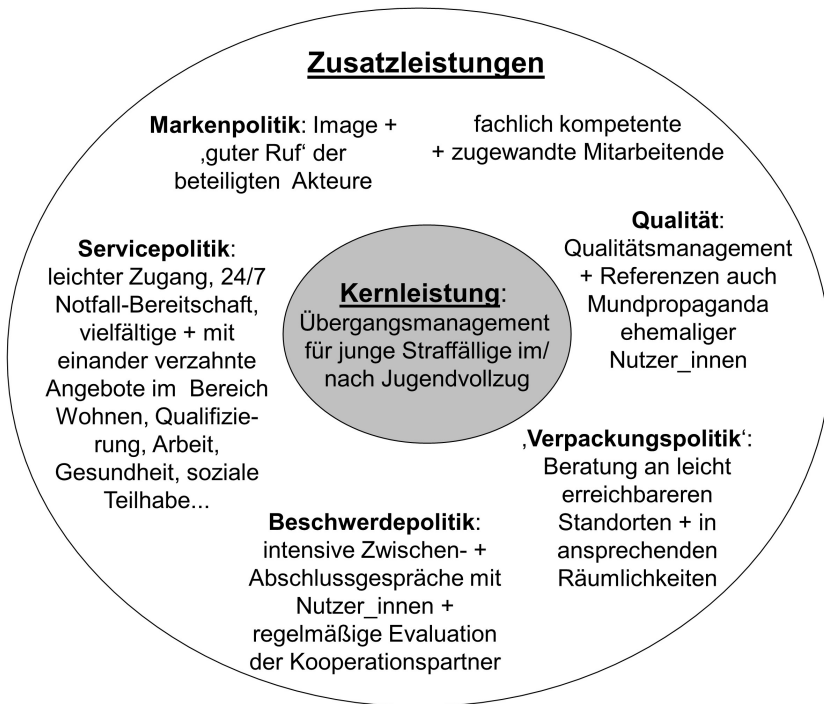 Zusatzleistungen
Markenpolitik: Image +
‚guter Ruf‘ der
beteiligten Akteure
fachlich kompetente
+ zugewandte Mitarbeitende
Servicepolitik:
leichter Zugang, 24/7
Notfall-Bereitschaft,
vielfältige + mit
einander verzahnte
Angebote im Bereich
Wohnen, Qualifizie-
rung, Arbeit,
Gesundheit, soziale
Teilhabe...
Kernleistung:
Übergangsmanagement
für junge Straffällige im/
nach Jugendvollzug
Qualität:
Qualitätsmanagement
+ Referenzen auch
Mundpropaganda
ehemaliger
Nutzer_innen
‚Verpackungspolitik‘:
Beratung an leicht
erreichbareren
Standorten + in
ansprechenden
Räumlichkeiten
Beschwerdepolitik:
intensive Zwischen- +
Abschlussgespräche mit
Nutzer_innen +
regelmäßige Evaluation
der Kooperationspartner